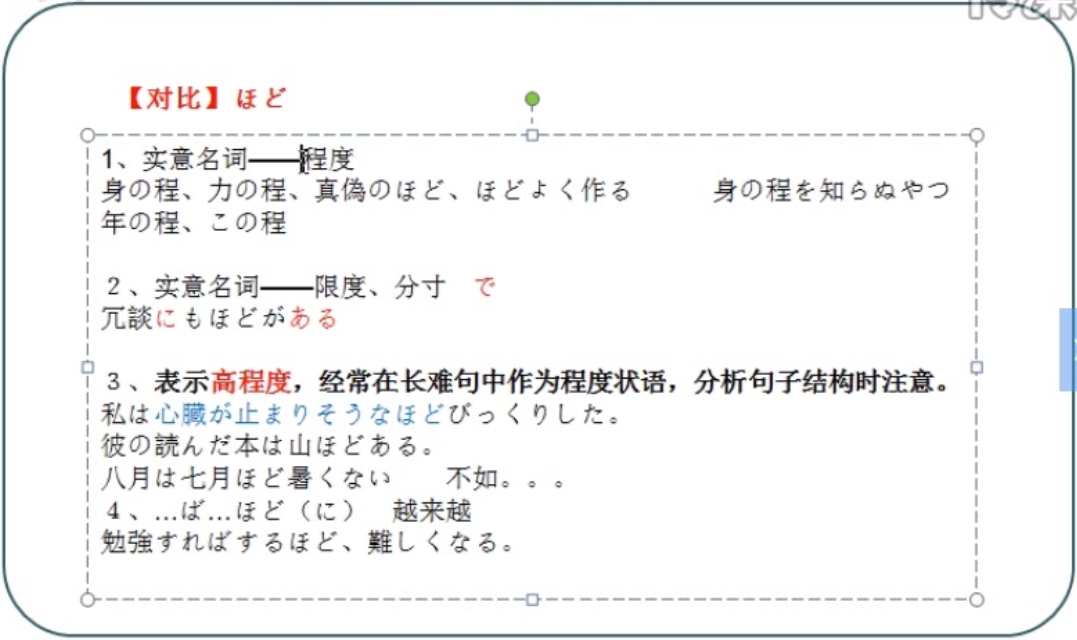 【对比】ほど
1、实意名词——程度
身の程、力の程、真偽のほど、ほどよく作る　　　身の程を知らぬやつ
年の程、この程
２、实意名词——限度、分寸　で
冗談にもほどがある
３、表示高程度，经常在长难句中作为程度状语，分析句子结构时注意。
私は心臓が止まりそうなほどびっくりした。
彼の読んだ本は山ほどある。
八月は七月ほど暑くない　　不如。。。
４、…ば…ほど（に）　越来越
勉強すればするほど、難しくなる。